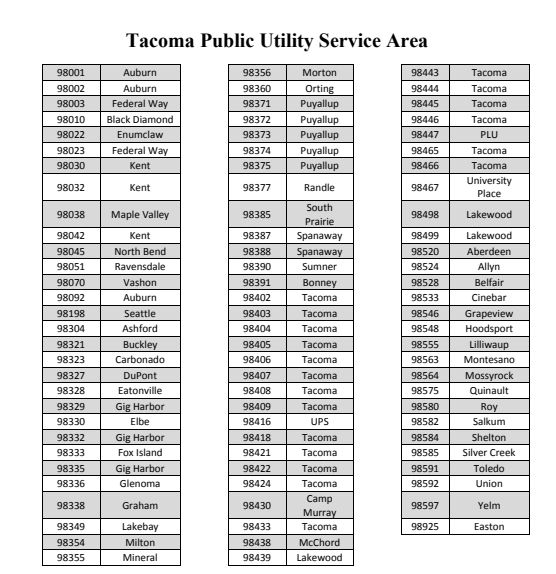 Tacoma Public Utility Service Area
98001 Auburn
98002 Auburn
98003 Federal Way
98010 Black Diamond
98022 Enumclaw
98023 Federal Way
98030 Kent
98032 Kent
98038 Maple Valley
98042 Kent
98045 North Bend
98051 Ravensdale
98070 Vashon
98092 Auburn
98198 Seattle
98304 Ashford
98321 Buckley
98323 Carbonado
98327 DuPont
98328 Eatonville
98329 Gig Harbor
98330 Elbe
98332 Gig Harbor
98333 Fox Island
98335 Gig Harbor
98336 Glenoma
98338 Graham
98349 Lakebay
98354 Milton
98355 Mineral
98356 Morton
98360 Orting
98371 Puyallup
98372 Puyallup
98373 Puyallup
98374 Puyallup
98375 Puyallup
98377 Randle
98385 South
Prairie
98387 Spanaway
98388 Spanaway
98390 Sumner
98391 Bonney
98402 Tacoma
98403 Tacoma
98404 Tacoma
98405 Tacoma
98406 Tacoma
98407 Tacoma
98408 Tacoma
98409 Tacoma
98416 UPS
98418 Tacoma
98421 Tacoma
98422 Tacoma
98424 Tacoma
98430 Camp
Murray
98433 Tacoma
98438 McChord
98439 Lakewood
98443 Tacoma
98444 Tacoma
98445 Tacoma
98446 Tacoma
98447 PLU
98465 Tacoma
98466 Tacoma
98467 University
Place
98498 Lakewood
98499 Lakewood
98520 Aberdeen
98524 Allyn
98528 Belfair
98533 Cinebar
98546 Grapeview
98548 Hoodsport
98555 Lilliwaup
98563 Montesano
98564 Mossyrock
98575 Quinault
98580 Roy
98582 Salkum
98584 Shelton
98585 Silver Creek
98591 Toledo
98592 Union
98597 Yelm
98925 Easton